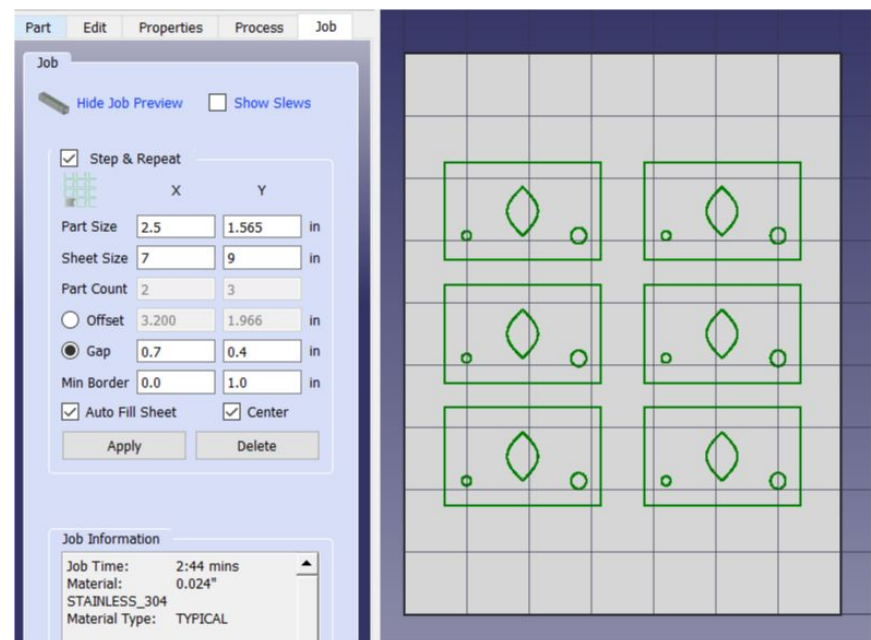 Part Edit Properties Process Job
Job
Hide Job Preview Show Slews
Step & Repeat
X Y
Part Size 2.5 1.565 in
Sheet Size 7 9 in
Part Count 2 3
Offset 3.200 1.966 in
Gap 0.7 0.4 in
Min Border 0.0 1.0 in
Auto Fill Sheet Center
Apply Delete
Job Information
Job Time: 2:44 mins
Material: 0.024"
STAINLESS_304
Material Type: TYPICAL